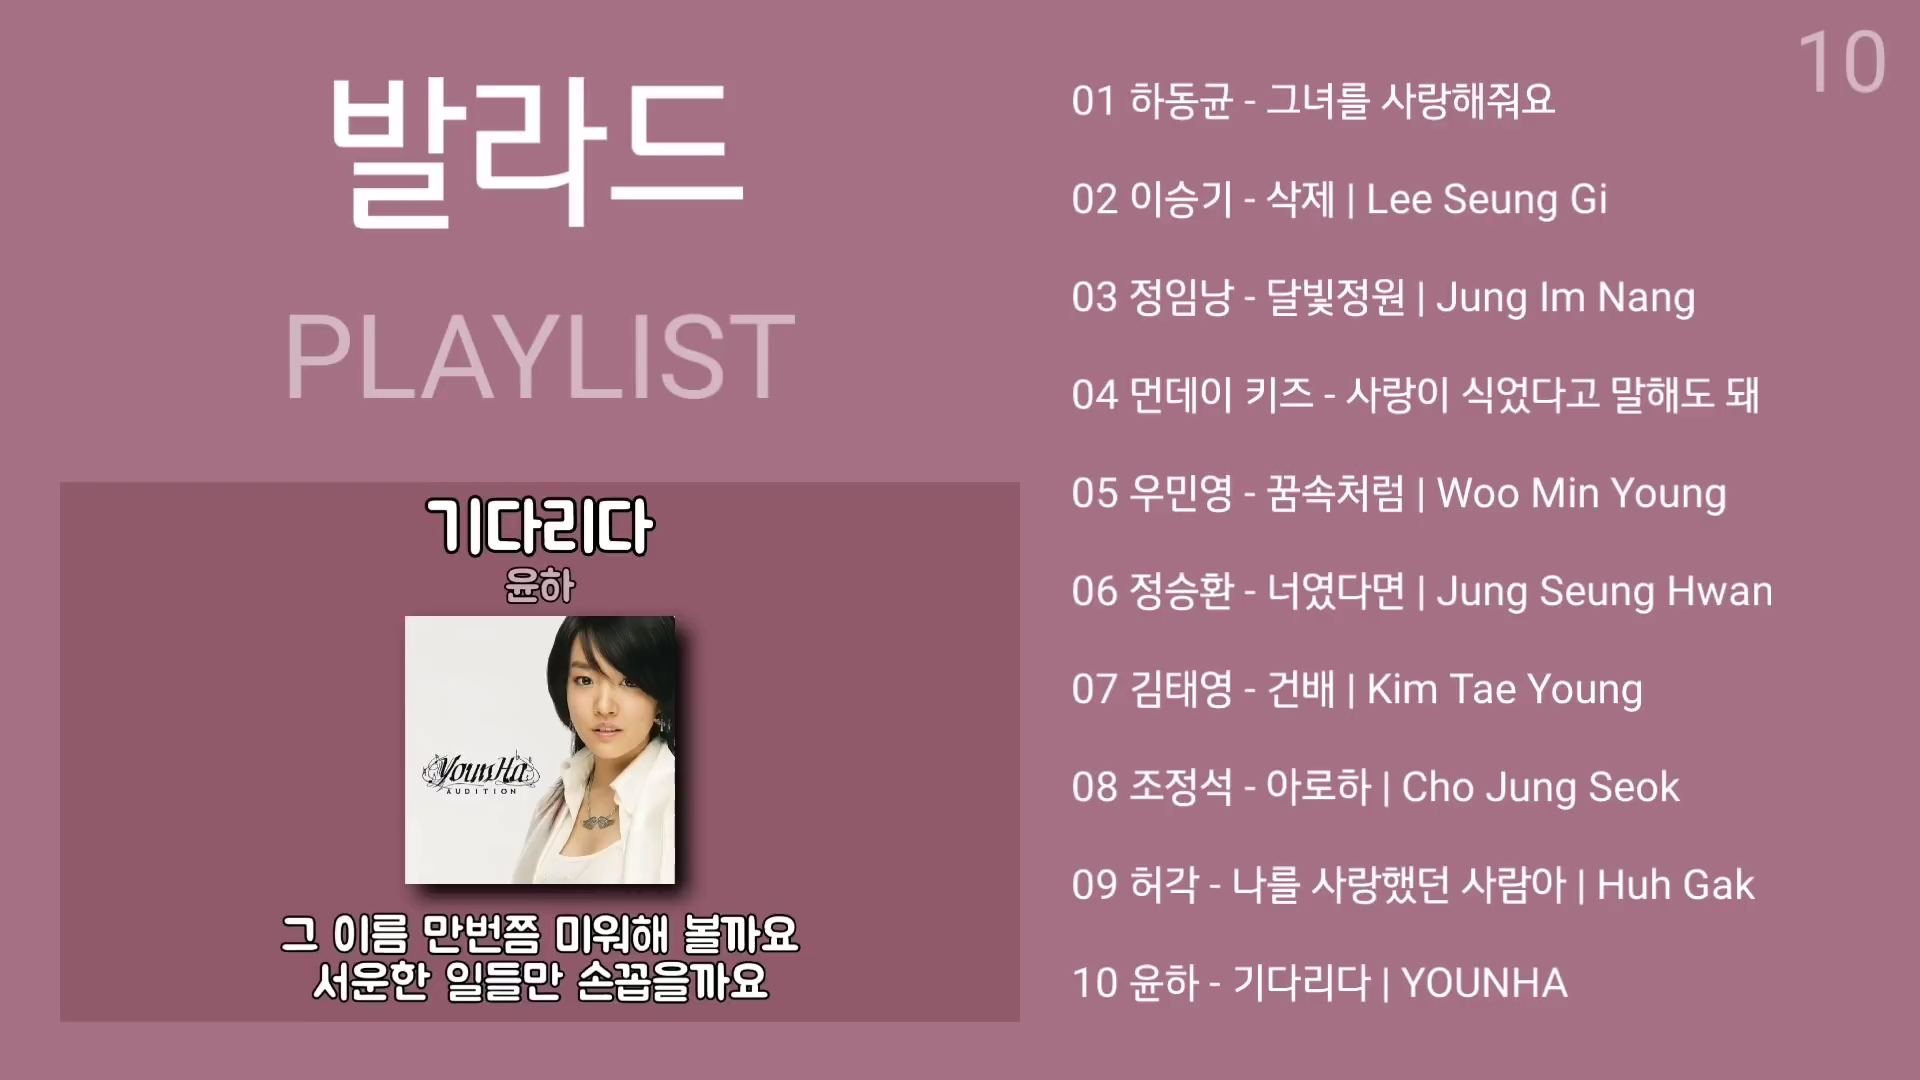 발라드
PLAYLIST
기다리다
윤하
YounHa
AUDITION
그 이름 만번쯤 미워해 볼까요
서운한 일들만 손꼽을까요
10
01 하동균 - 그녀를 사랑해줘요
02 이승기 - 삭제 | Lee Seung Gi
03 정임낭 - 달빛정원 | Jung Im Nang
04 먼데이 키즈 - 사랑이 식었다고 말해도 돼
05 우민영 - 꿈속처럼 | Woo Min Young
06 정승환 - 너였다면 | Jung Seung Hwan
07 김태영 - 건배 | Kim Tae Young
08 조정석 - 아로하 | Cho Jung Seok
09 허각 - 나를 사랑했던 사람아 | Huh Gak
10 윤하 - 기다리다 | YOUNHA